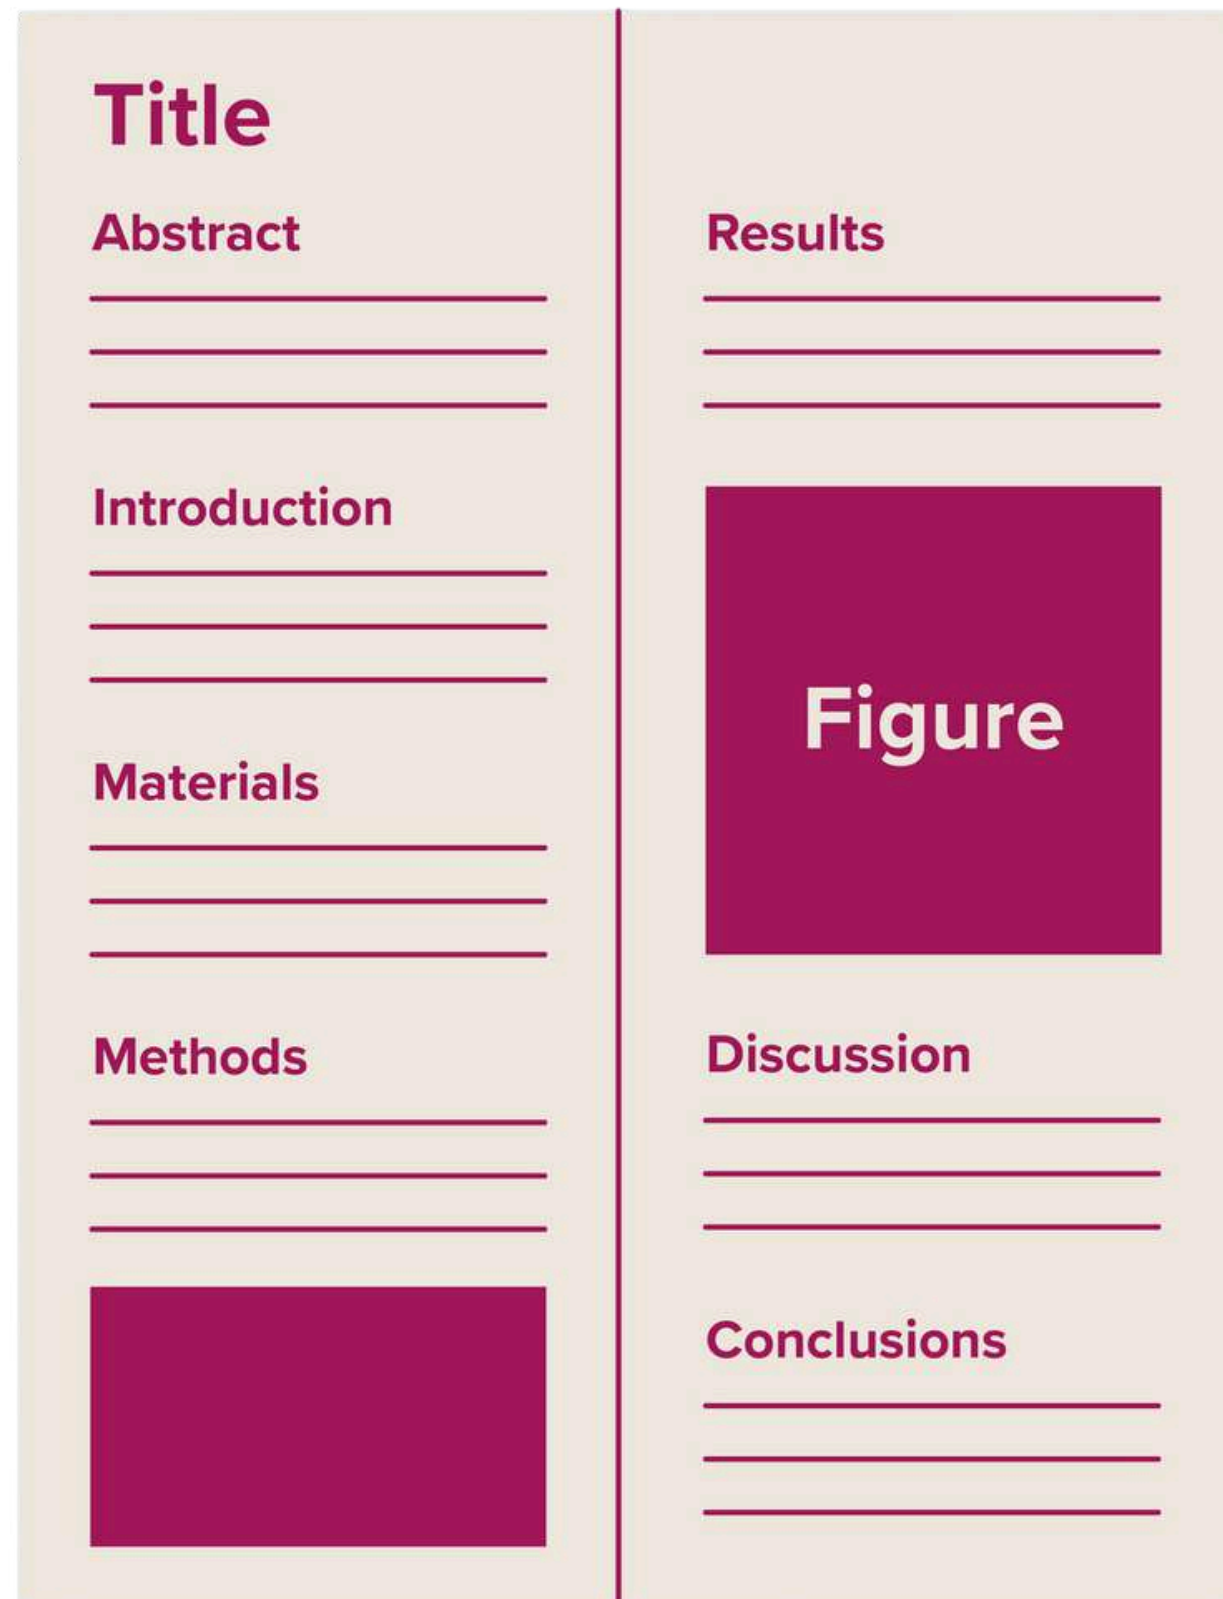 Title
Abstract
Introduction
Materials
Methods
Results
Figure
Discussion
Conclusions